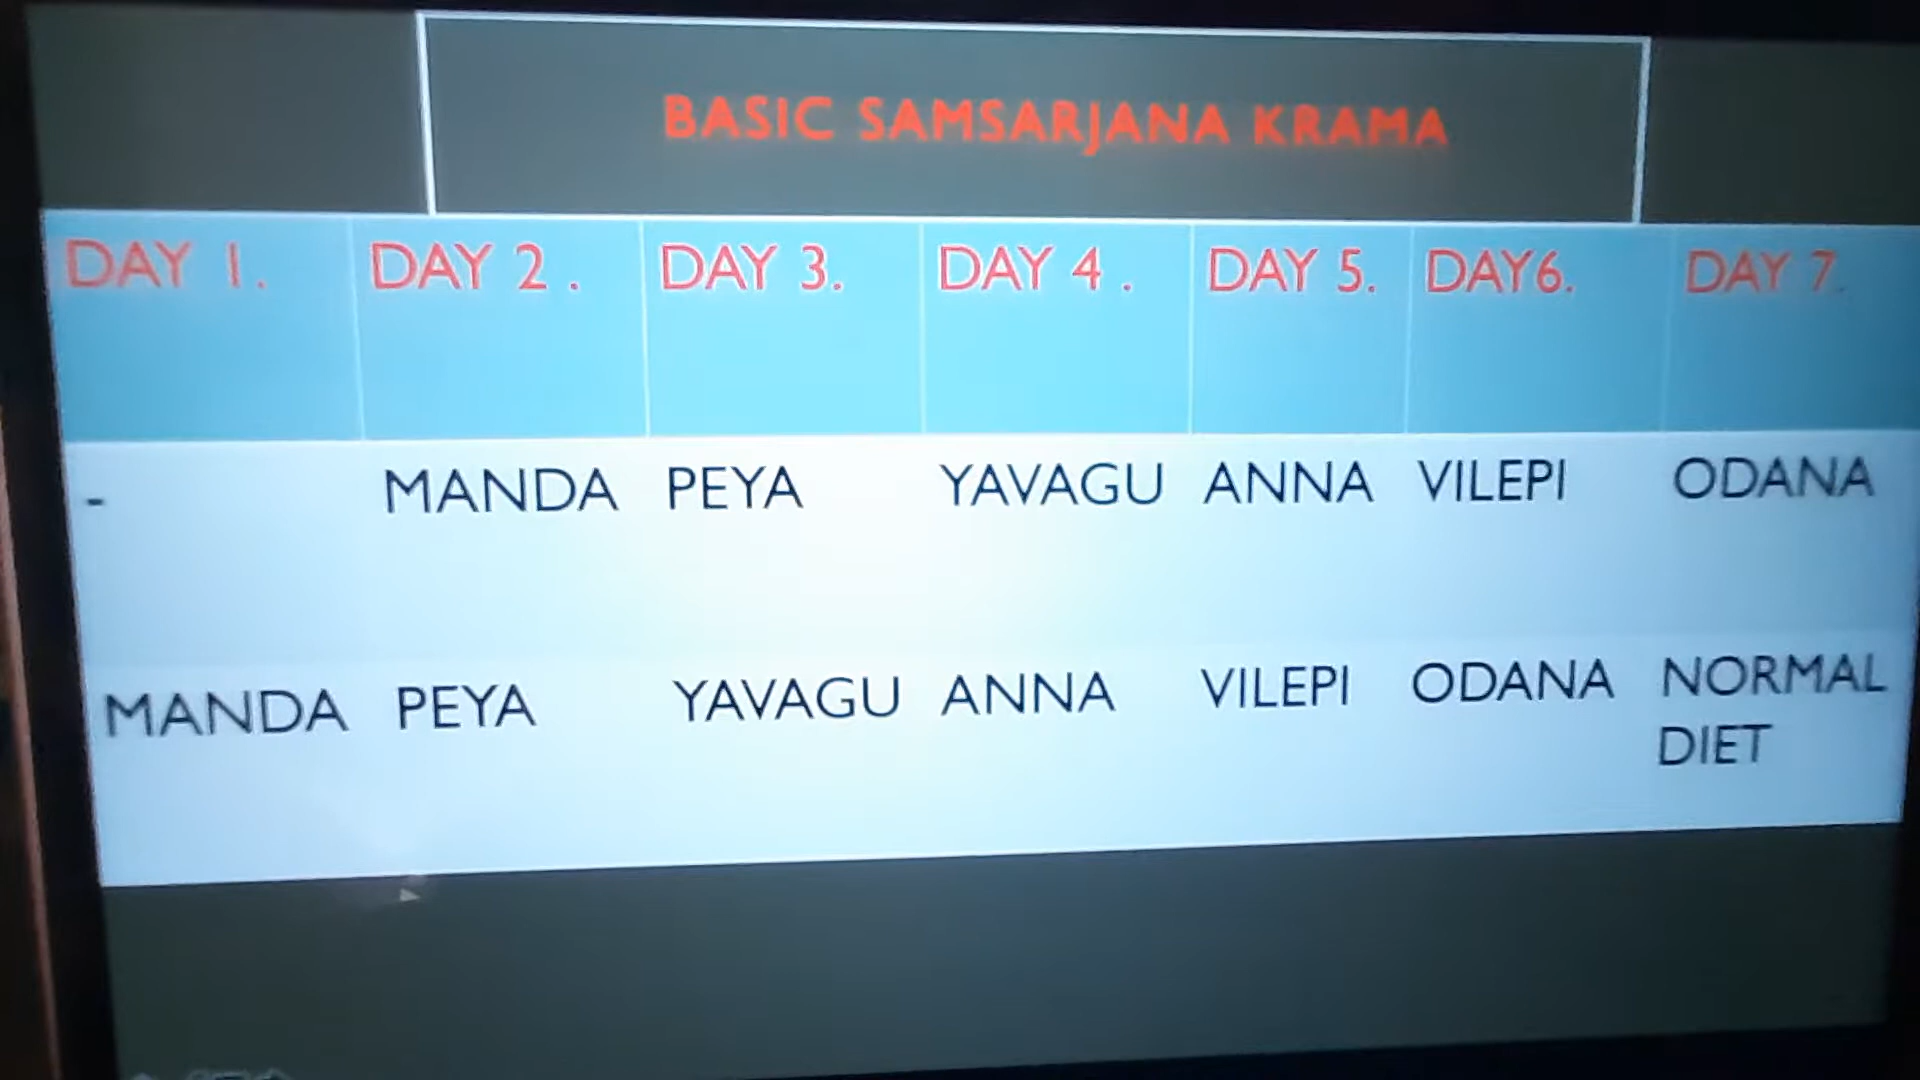 BASIC SAMSARJANA KRAMA
DAY 1. DAY 2 . DAY 3. DAY 4 . DAY 5. DAY6. DAY 7.
- MANDA PEYA YAVAGU ANNA VILEPI ODANA
MANDA PEYA YAVAGU ANNA VILEPI ODANA NORMAL
DIET